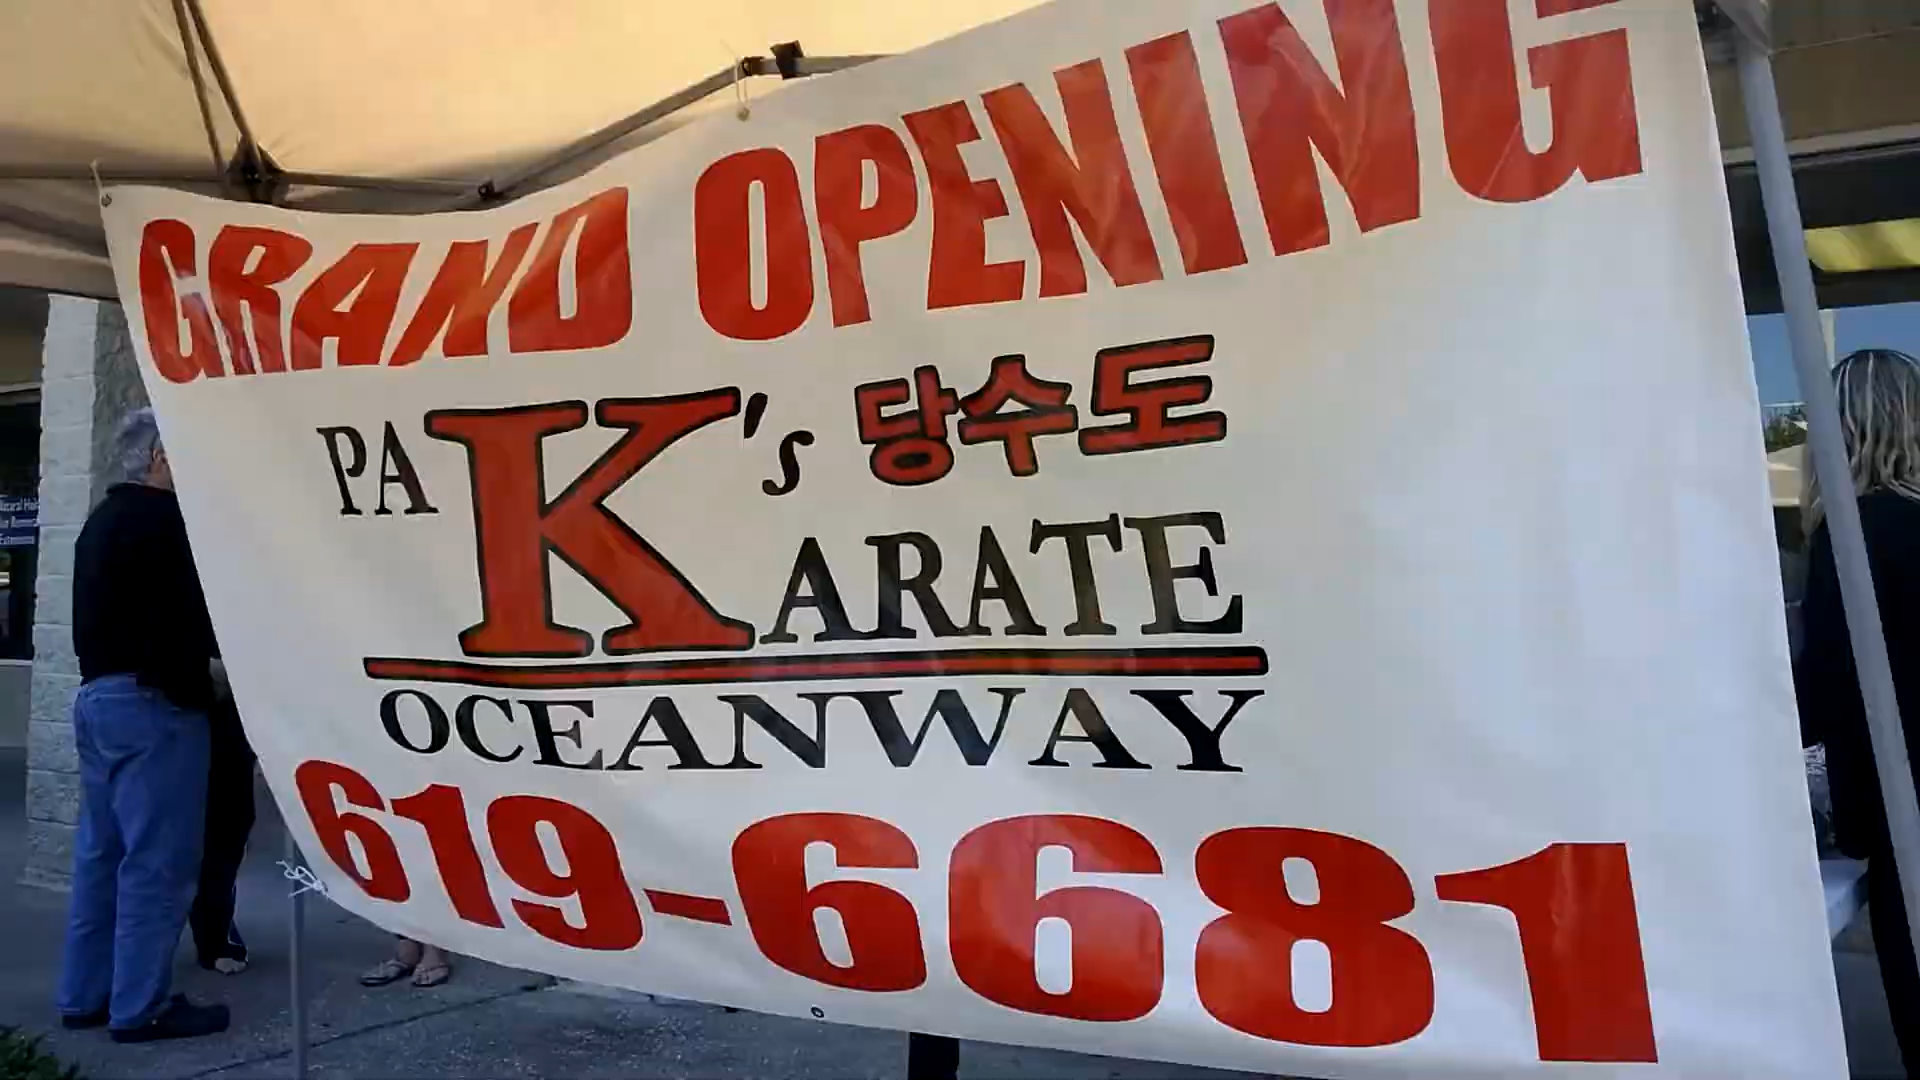 GRAND OPENING
PAK's 당수도
KARATE
OCEANWAY
619-6681